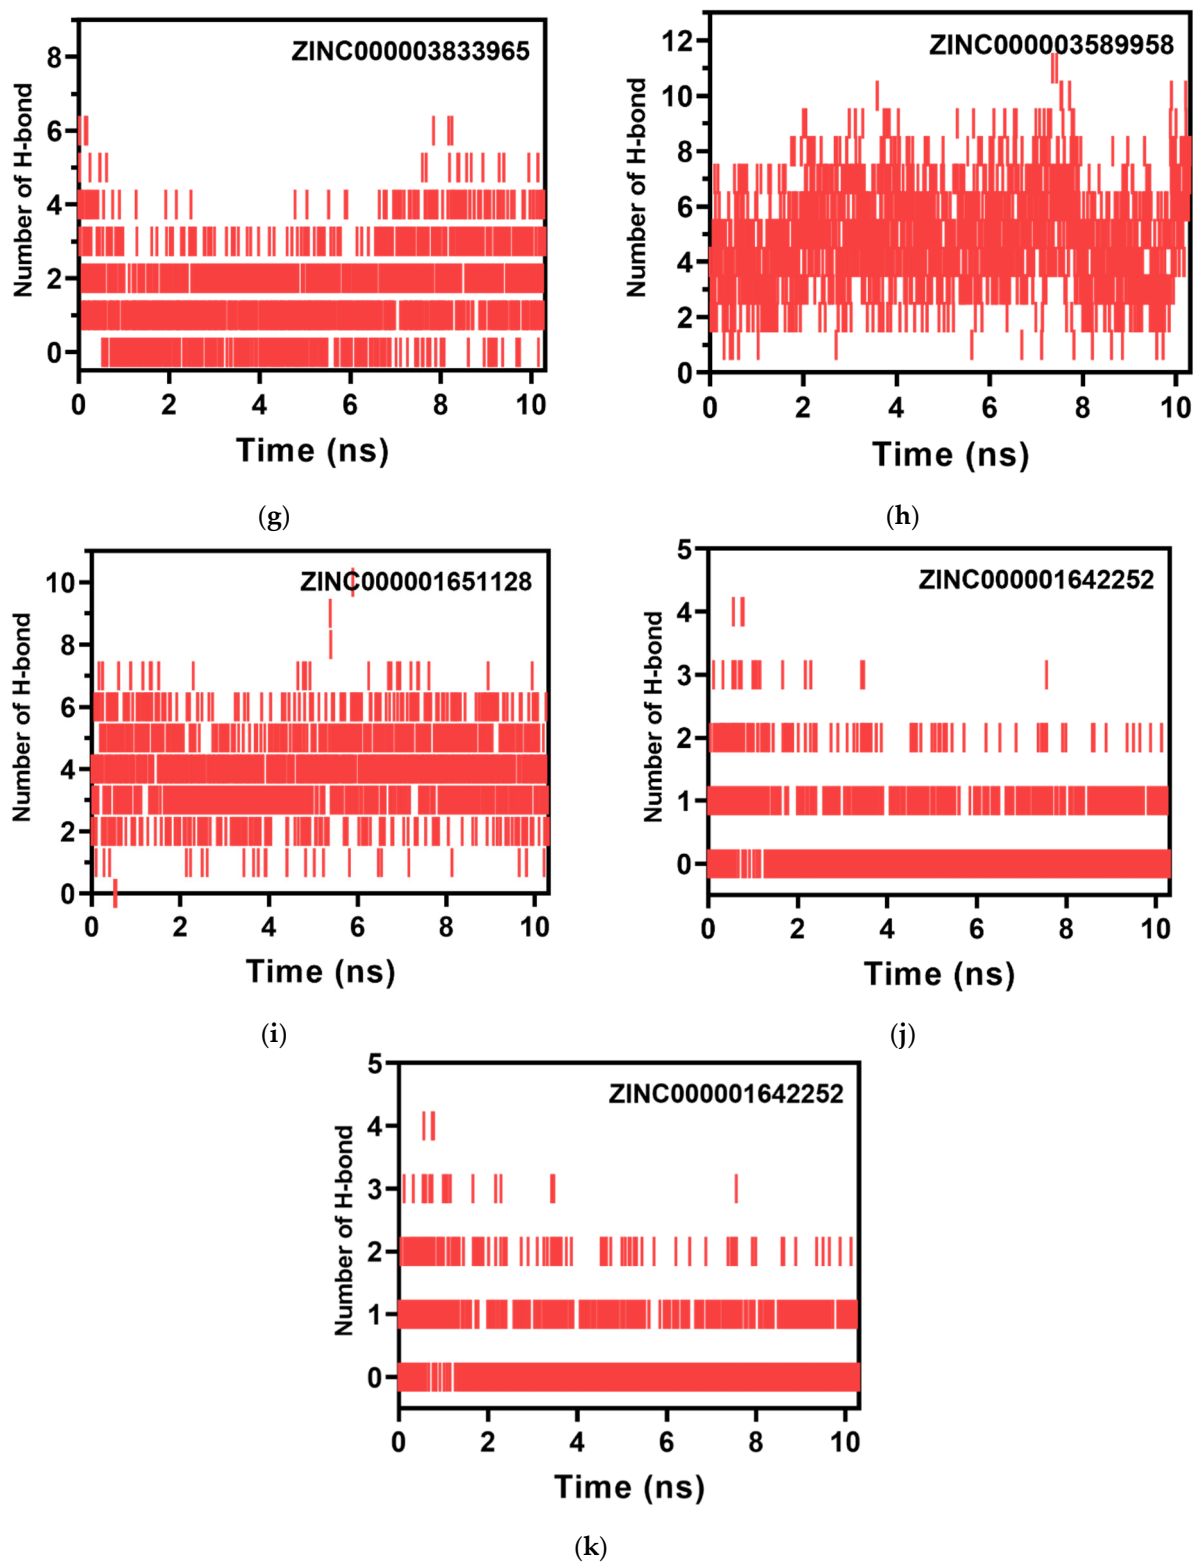 ZINC000003833965
Number of H-bond
8
6
4
2
0
0 2 4 6 8 10
Time (ns)
(g)
ZINC000003589958
Number of H-bond
12
10
8
6
4
2
0
0 2 4 6 8 10
Time (ns)
(h)
ZINC000001651128
Number of H-bond
10
8
6
4
2
0
0 2 4 6 8 10
Time (ns)
(i)
ZINC000001642252
Number of H-bond
5
4
3
2
1
0
0 2 4 6 8 10
Time (ns)
(j)
ZINC000001642252
Number of H-bond
5
4
3
2
1
0
0 2 4 6 8 10
Time (ns)
(k)